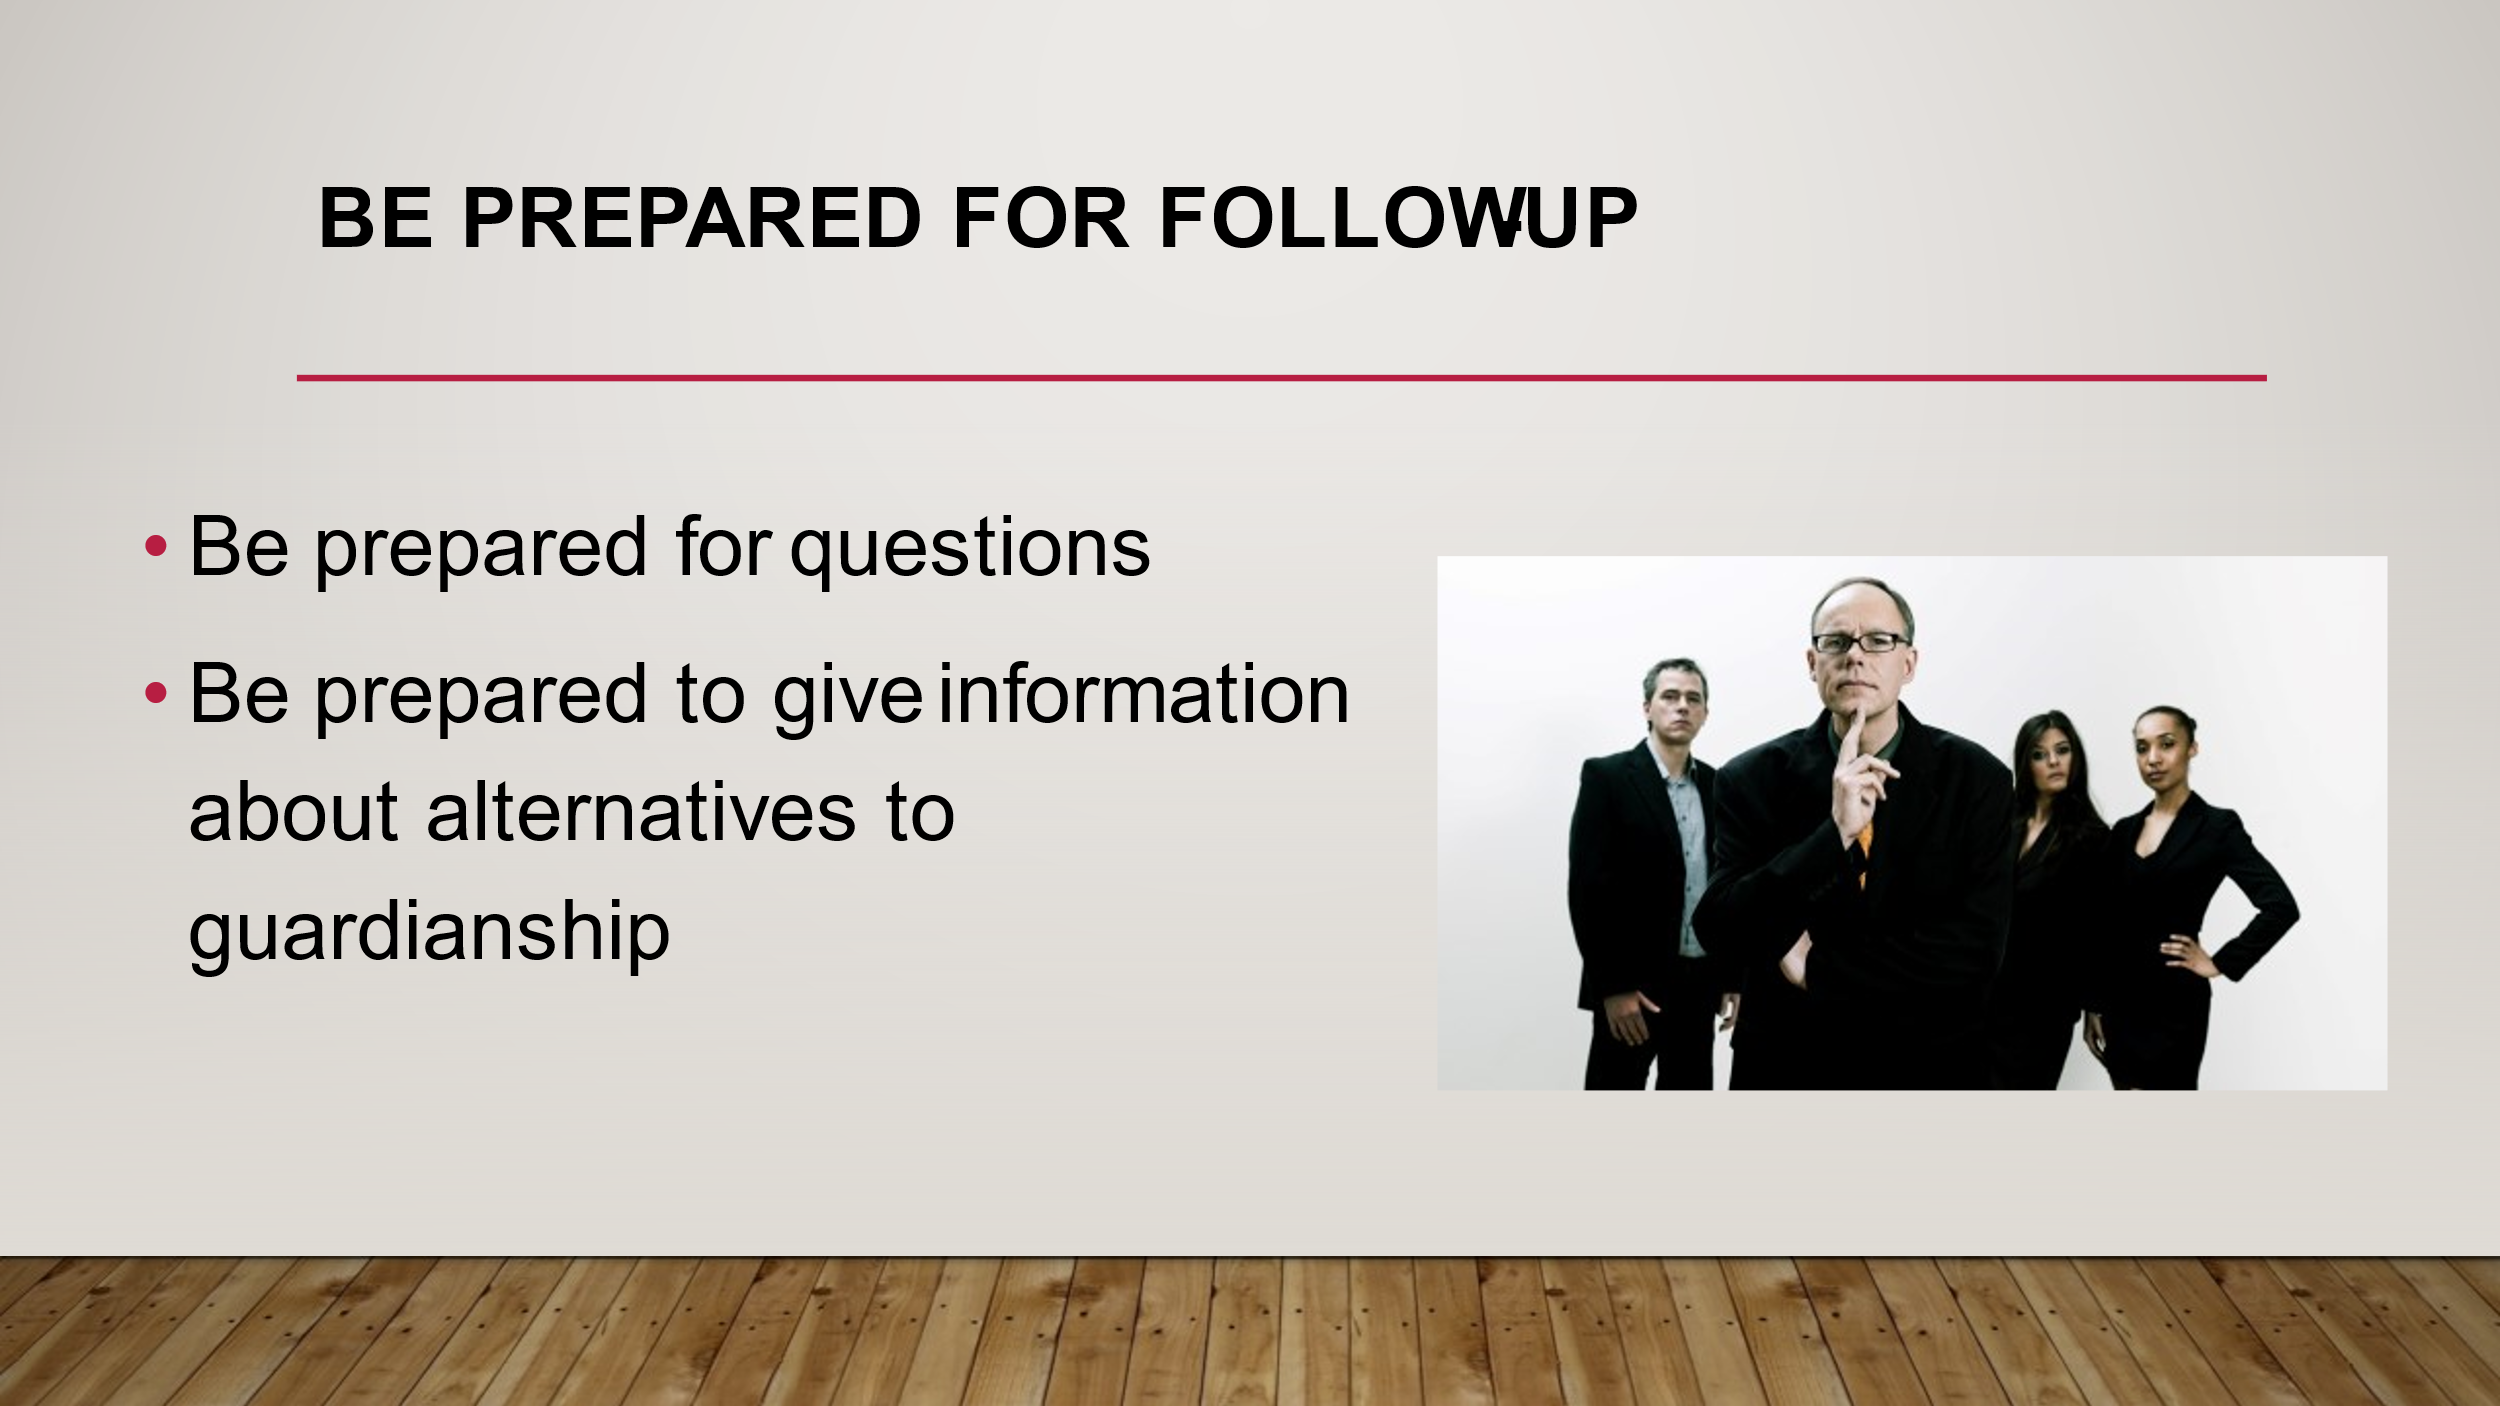 BE PREPARED FOR FOLLOW-UP
• Be prepared for questions
• Be prepared to give information
about alternatives to
guardianship